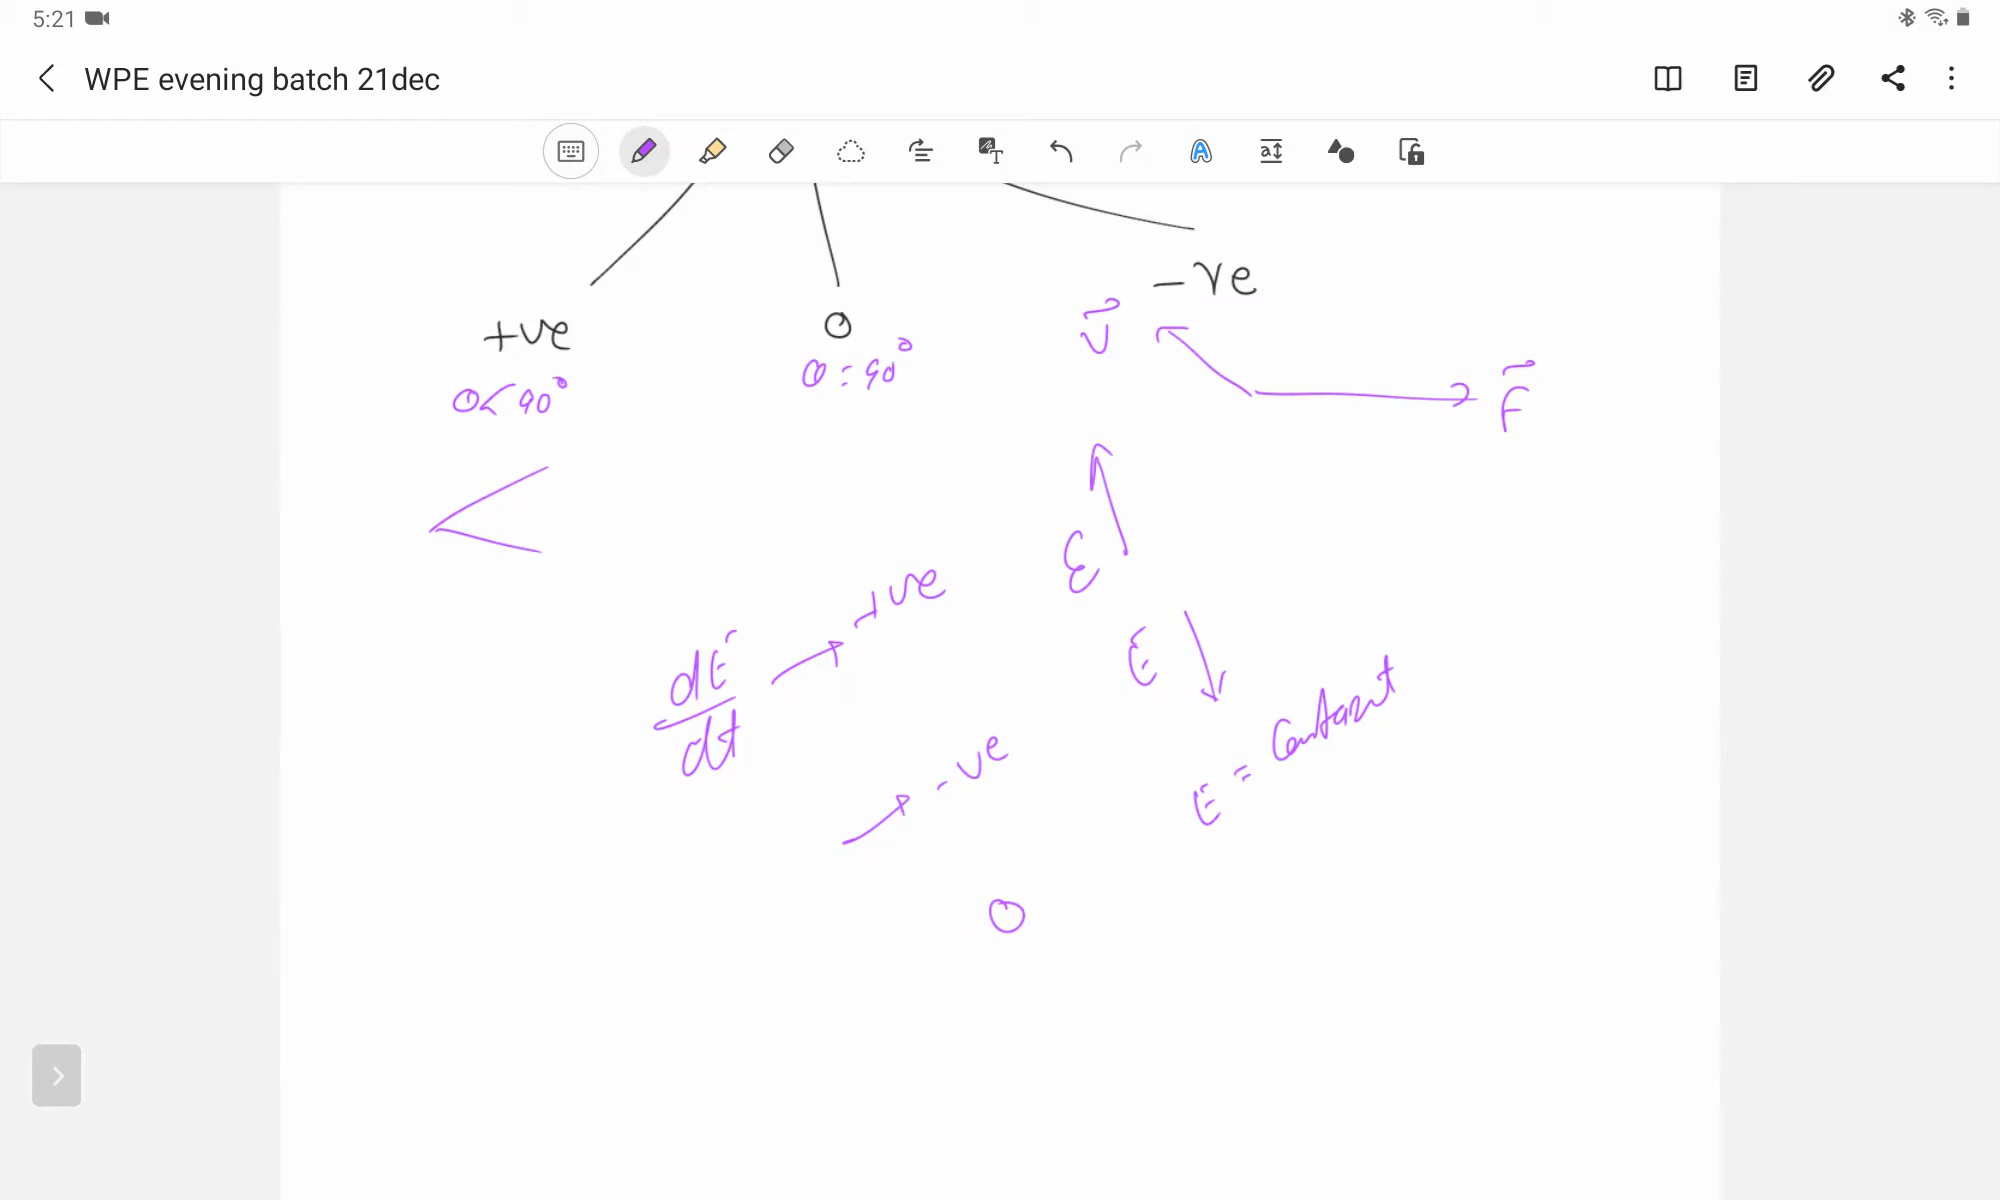 5:21
WPE evening batch 21dec
+ve
0
-ve
θ<90°
θ=90°
V
F
E
E
E = Constant
dE
dt
+ve
-ve
0